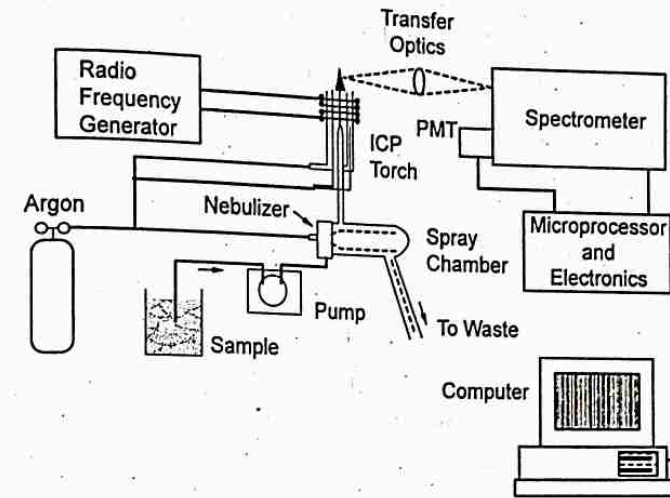 Transfer
Optics
Radio
Frequency
Generator
PMT
Spectrometer
ICP
Torch
Argon
Nebulizer
Microprocessor
and
Electronics
Spray
Chamber
Pump
Sample
To Waste
Computer